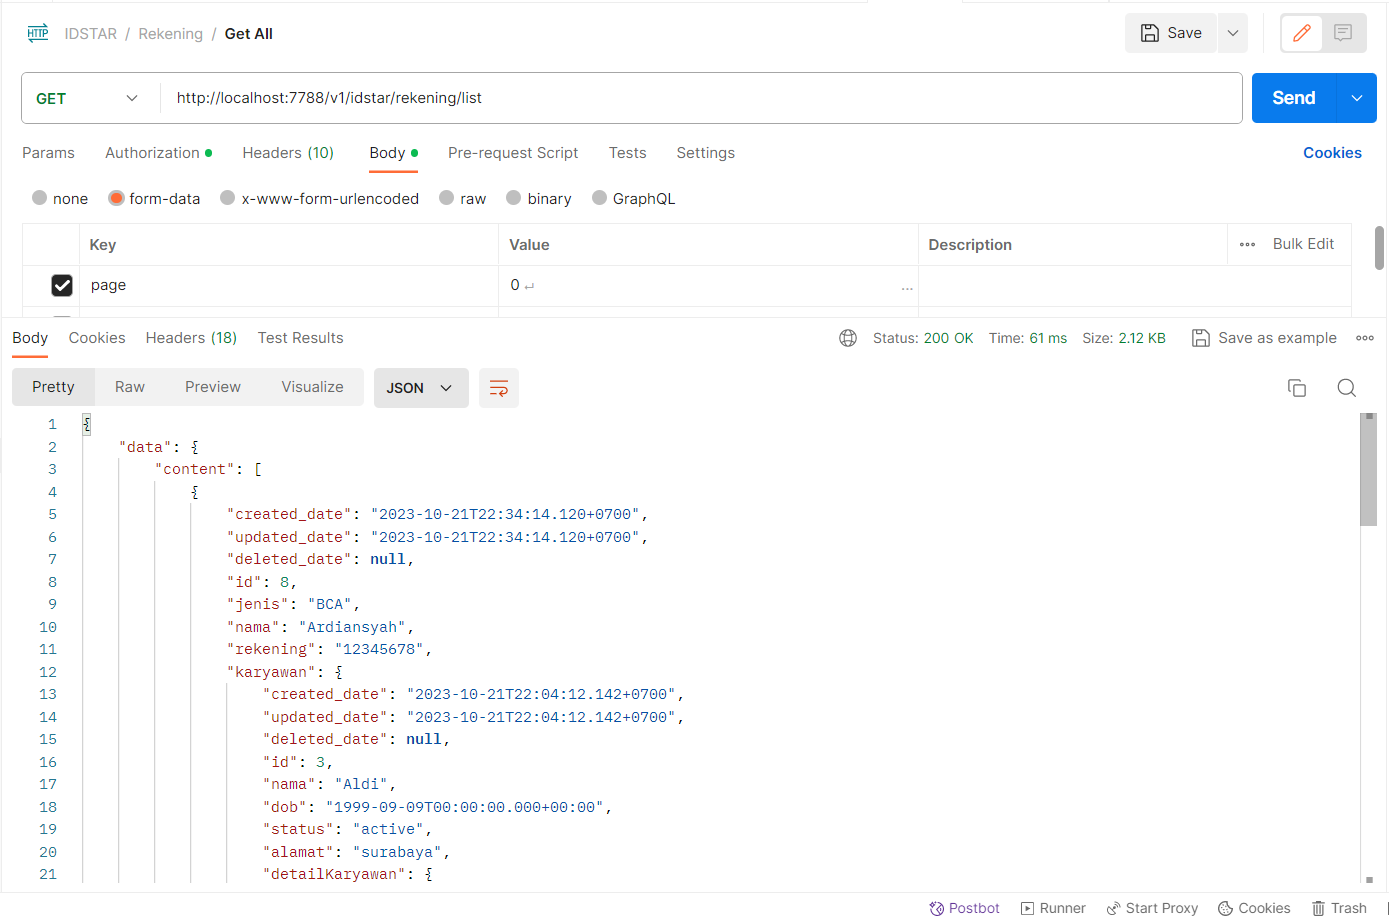 HTTP IDSTAR / Rekening / Get All Save
GET http://localhost:7788/v1/idstar/rekening/list Send
Params Authorization Headers (10) Body Pre-request Script Tests Settings Cookies
none form-data x-www-form-urlencoded raw binary GraphQL
Key Value Description ••• Bulk Edit
page 0 ↵ ...
Body Cookies Headers (18) Test Results Status: 200 OK Time: 61 ms Size: 2.12 KB Save as example •••
Pretty Raw Preview Visualize JSON
1 {
2 "data": {
3 "content": [
4 {
5 "created_date": "2023-10-21T22:34:14.120+0700",
6 "updated_date": "2023-10-21T22:34:14.120+0700",
7 "deleted_date": null,
8 "id": 8,
9 "jenis": "BCA",
10 "nama": "Ardiansyah",
11 "rekening": "12345678",
12 "karyawan": {
13 "created_date": "2023-10-21T22:04:12.142+0700",
14 "updated_date": "2023-10-21T22:04:12.142+0700",
15 "deleted_date": null,
16 "id": 3,
17 "nama": "Aldi",
18 "dob": "1999-09-09T00:00:00.000+00:00",
19 "status": "active",
20 "alamat": "surabaya",
21 "detailKaryawan": {
Postbot Runner Start Proxy Cookies Trash